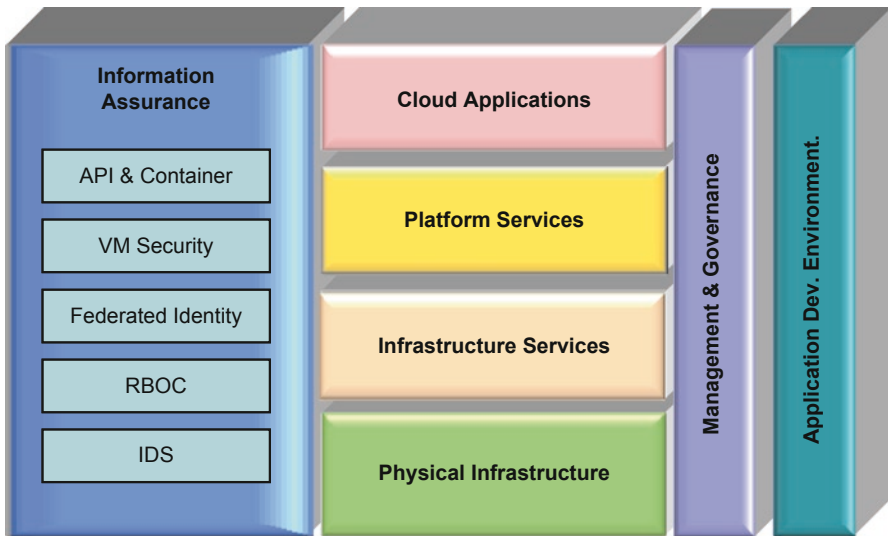 Information
Assurance
API & Container
VM Security
Federated Identity
RBOC
IDS
Cloud Applications
Platform Services
Infrastructure Services
Physical Infrastructure
Management & Governance
Application Dev. Environment.